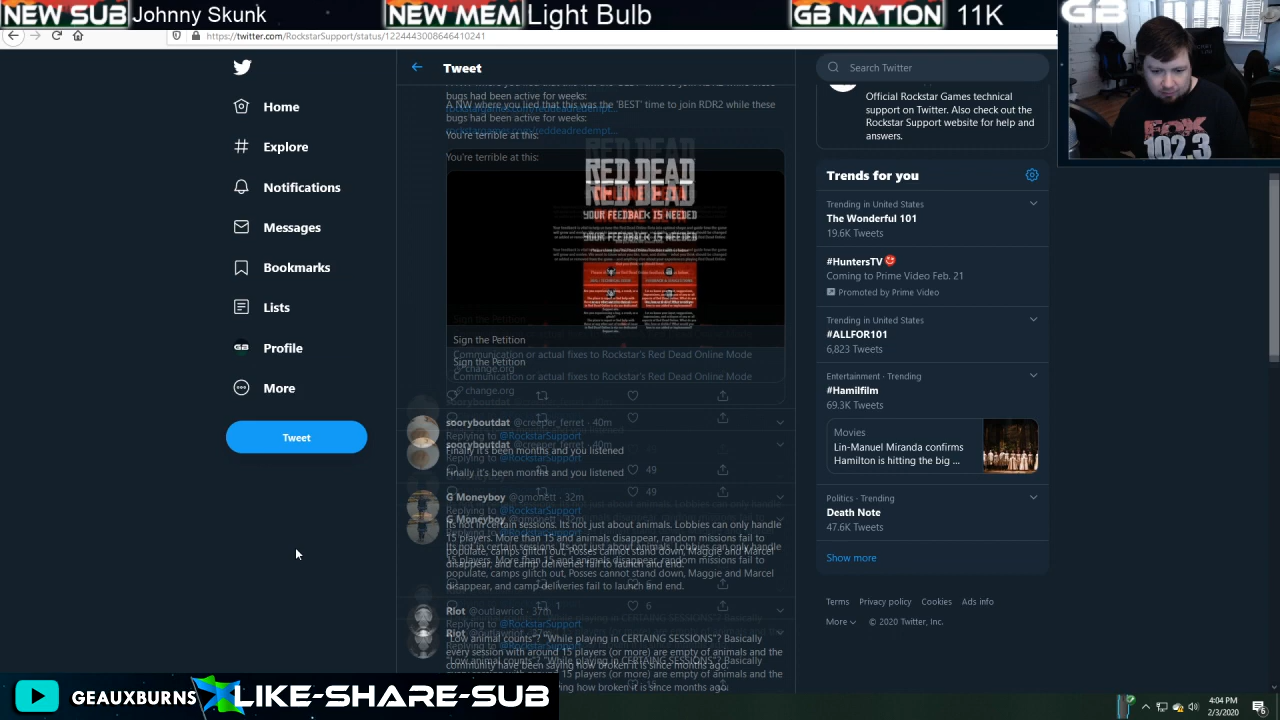 NEW SUB Johnny Skunk
NEW MEM Light Bulb
GB NATION 11K
GB
https://twitter.com/RockstarSupport/status/1224443008646410241
Home
Explore
Notifications
Messages
Bookmarks
Lists
GB Profile
More
Tweet
Tweet
A NW where you lied that this was the 'BEST' time to join RDR2 while these
bugs had been active for weeks:
rockstargames.com/reddeadredempt...
You're terrible at this:
RED DEAD
YOUR FEEDBACK IS NEEDED
Sign the Petition
Communication or actual fixes to Rockstar's Red Dead Online Mode
change.org
sooryboutdat @creeper_ferret · 40m
Replying to @RockstarSupport
Finally it's been months and you listened
49
G Moneyboy @gmonett · 32m
Replying to @RockstarSupport
Its not in certain sessions. Its not just about animals. Lobbies can only handle
15 players. More than 15 and animals disappear, random missions fail to
populate, camps glitch out, Posses cannot stand down, Maggie and Marcel
disappear, and camp deliveries fail to launch and end.
1 6
Riot @outlawriot · 37m
Replying to @RockstarSupport
"Low animal counts"? "While playing in CERTAING SESSIONS"? Basically
every session with around 15 players (or more) are empty of animals and the
community have been saying how broken it is since months ago.
Search Twitter
Official Rockstar Games technical
support on Twitter. Also check out the
Rockstar Support website for help and
answers.
Trends for you
Trending in United States
The Wonderful 101
19.6K Tweets
#HuntersTV
Coming to Prime Video Feb. 21
Promoted by Prime Video
Trending in United States
#ALLFOR101
6,823 Tweets
Entertainment · Trending
#Hamilfilm
69.3K Tweets
Movies
Lin-Manuel Miranda confirms
Hamilton is hitting the big ...
Politics · Trending
Death Note
47.6K Tweets
Show more
Terms Privacy policy Cookies Ads info
More © 2020 Twitter, Inc.
102.3
GEAUXBURNS
LIKE-SHARE-SUB
4:04 PM
2/3/2020
6